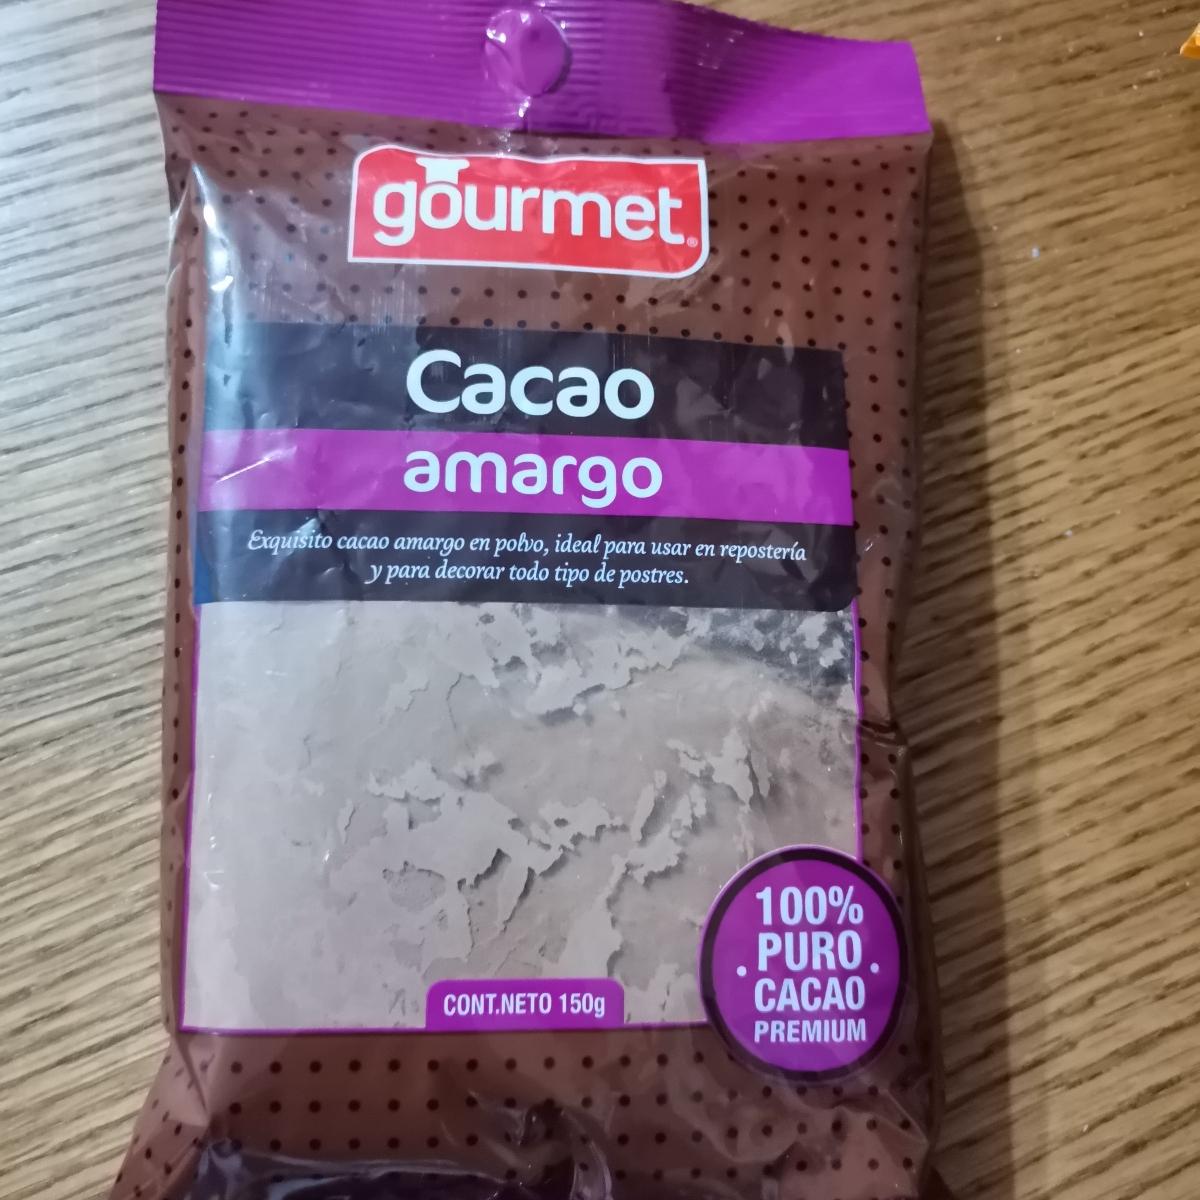 gourmet®
Cacao
amargo
Exquisito cacao amargo en polvo, ideal para usar en repostería
y para decorar todo tipo de postres.
CONT.NETO 150g
100%
PURO
CACAO
PREMIUM